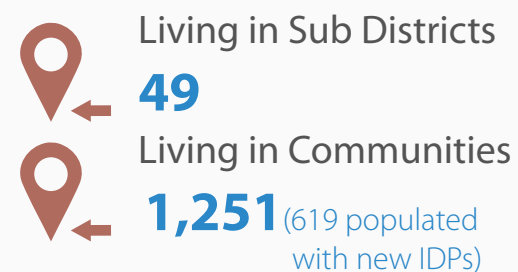 Living in Sub Districts
49
Living in Communities
1,251 (619 populated
with new IDPs)